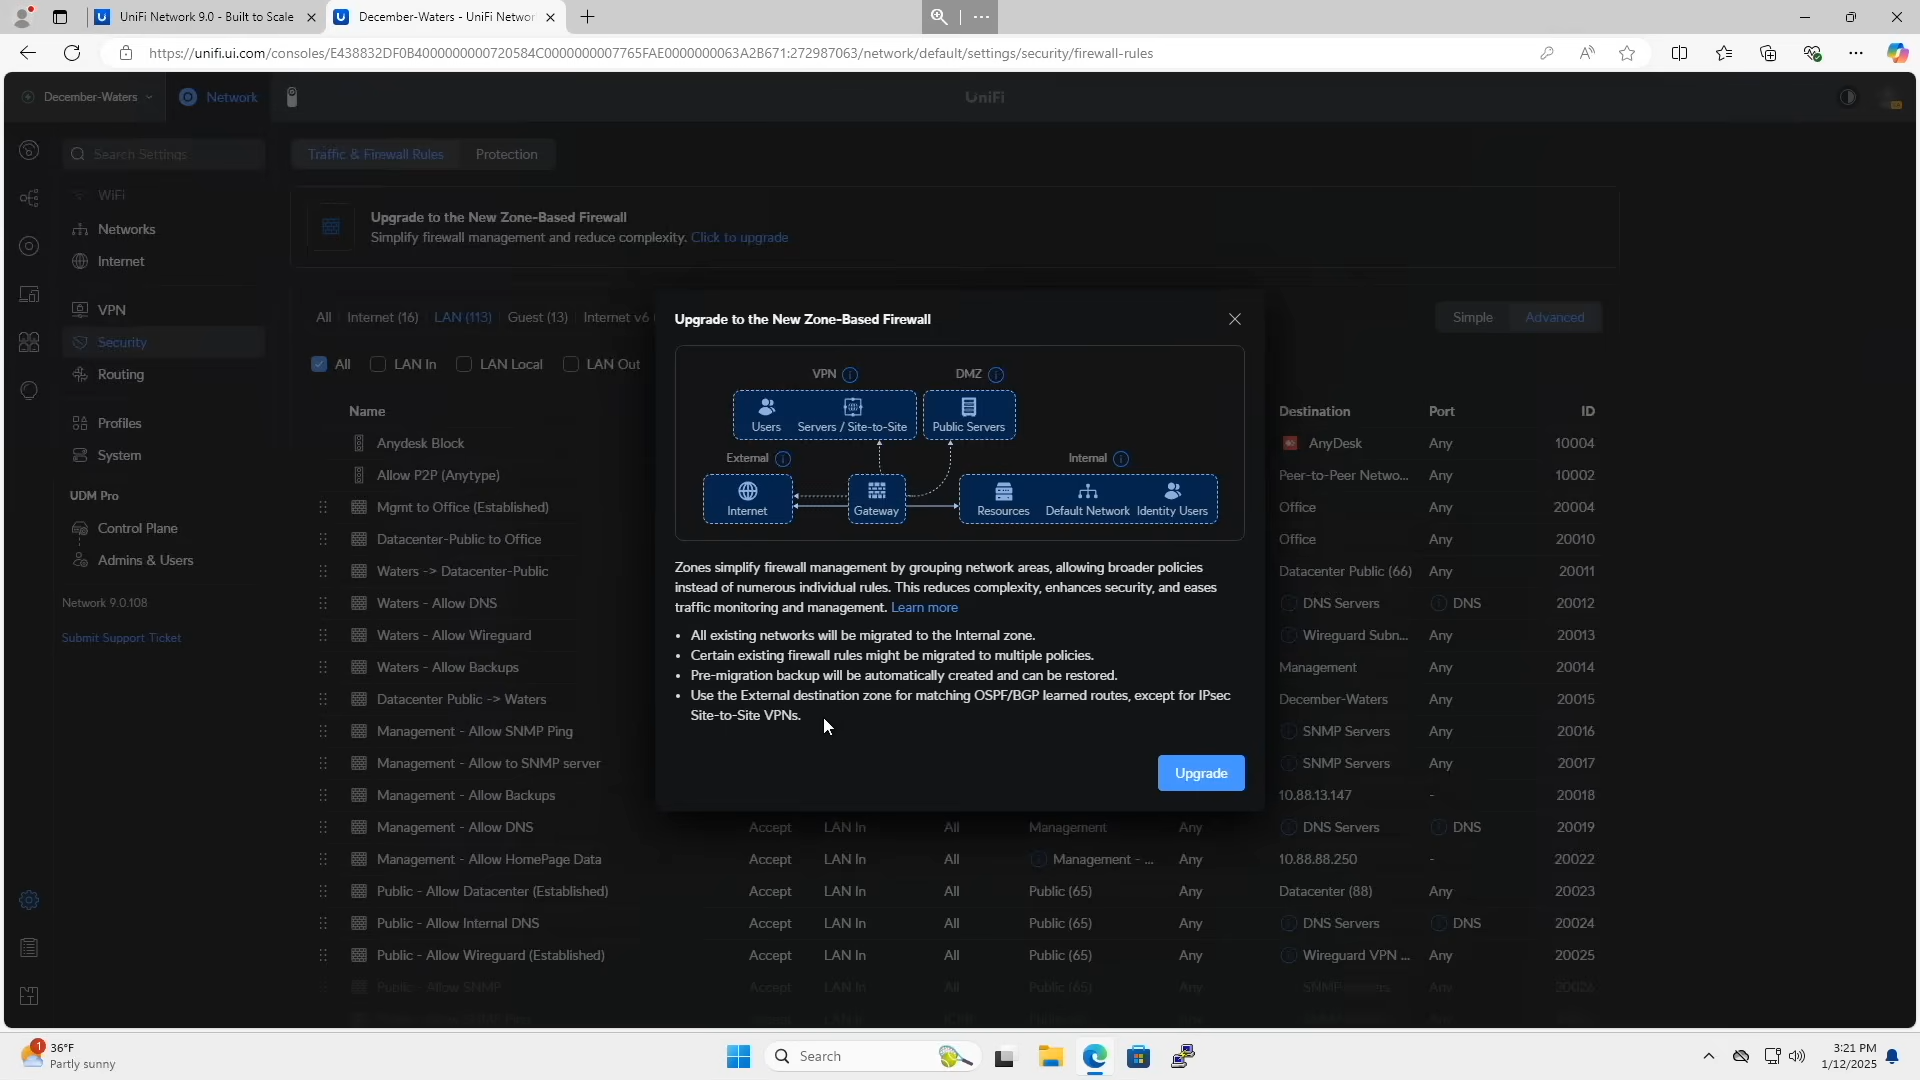 UniFi Network 9.0 - Built to Scale
December-Waters - UniFi Networ
https://unifi.ui.com/consoles/E438832DF0B4000000000720584C0000000007765FAE0000000063A2B671:272987063/network/default/settings/security/firewall-rules
December-Waters
Network
UniFi
Search Settings
Traffic & Firewall Rules
Protection
WiFi
Networks
Internet
VPN
Security
Routing
Profiles
System
UDM Pro
Control Plane
Admins & Users
Network 9.0.108
Submit Support Ticket
Upgrade to the New Zone-Based Firewall
Simplify firewall management and reduce complexity. Click to upgrade
All Internet (16) LAN (113) Guest (13) Internet v6
Simple Advanced
All LAN In LAN Local LAN Out
Upgrade to the New Zone-Based Firewall
VPN DMZ
Users Servers / Site-to-Site Public Servers
External Internal
Internet Gateway Resources Default Network Identity Users
Zones simplify firewall management by grouping network areas, allowing broader policies
instead of numerous individual rules. This reduces complexity, enhances security, and eases
traffic monitoring and management. Learn more
• All existing networks will be migrated to the Internal zone.
• Certain existing firewall rules might be migrated to multiple policies.
• Pre-migration backup will be automatically created and can be restored.
• Use the External destination zone for matching OSPF/BGP learned routes, except for IPsec
Site-to-Site VPNs.
Upgrade
Name Destination Port ID
Anydesk Block AnyDesk Any 10004
Allow P2P (Anytype) Peer-to-Peer Netwo... Any 10002
Mgmt to Office (Established) Office Any 20004
Datacenter-Public to Office Office Any 20010
Waters -> Datacenter-Public Datacenter Public (66) Any 20011
Waters - Allow DNS DNS Servers DNS 20012
Waters - Allow Wireguard Wireguard Subn... Any 20013
Waters - Allow Backups Management Any 20014
Datacenter Public -> Waters December-Waters Any 20015
Management - Allow SNMP Ping SNMP Servers Any 20016
Management - Allow to SNMP server SNMP Servers Any 20017
Management - Allow Backups 10.88.13.147 - 20018
Management - Allow DNS Accept LAN In All Management Any DNS Servers DNS 20019
Management - Allow HomePage Data Accept LAN In All Management - ... Any 10.88.88.250 - 20022
Public - Allow Datacenter (Established) Accept LAN In All Public (65) Any Datacenter (88) Any 20023
Public - Allow Internal DNS Accept LAN In All Public (65) Any DNS Servers DNS 20024
Public - Allow Wireguard (Established) Accept LAN In All Public (65) Any Wireguard VPN ... Any 20025
Public - Allow SNMP Accept LAN In All Public (65) Any SNMP Servers Any 20026
1
36°F
Partly sunny
Search
3:21 PM
1/12/2025